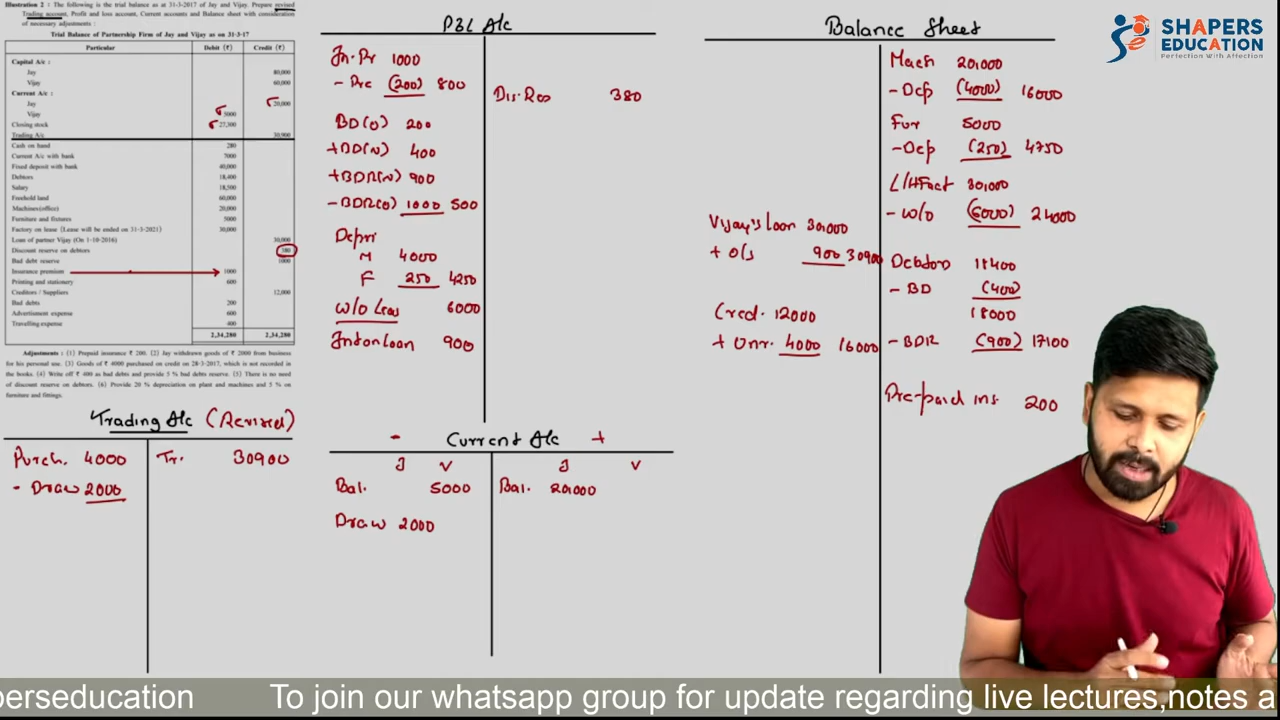 Illustration 2 : The following is the trial balance as at 31-3-2017 of Jay and Vijay. Prepare revised
Trading account, Profit and loss account, Current accounts and Balance sheet with consideration
of necessary adjustments :
Trial Balance of Partnership Firm of Jay and Vijay as on 31-3-17
Particular Debit (₹) Credit (₹)
Capital A/c :
Jay 80,000
Vijay 60,000
Current A/c :
Jay 20,000
Vijay 5000
Closing stock 27,300
Trading A/c 30,900
Cash on hand 280
Current A/c with bank 7000
Fixed deposit with bank 40,000
Debtors 18,400
Salary 18,500
Freehold land 60,000
Machines(office) 20,000
Furniture and fixtures 5000
Factory on lease (Lease will be ended on 31-3-2021) 30,000
Loan of partner Vijay (On 1-10-2016) 30,000
Discount reserve on debtors 380
Bad debt reserve 1000
Insurance premium 1000
Printing and stationery 600
Creditors / Suppliers 12,000
Bad debts 200
Advertisment expense 600
Travelling expense 400
2,34,280 2,34,280
Adjustments : (1) Prepaid insurance ₹ 200. (2) Jay withdrawn goods of ₹ 2000 from business
for his personal use. (3) Goods of ₹ 4000 purchased on credit on 28-3-2017, which is not recorded in
the books. (4) Write off ₹ 400 as bad debts and provide 5 % bad debts reserve. (5) There is no need
of discount reserve on debtors. (6) Provide 20 % depreciation on plant and machines and 5 % on
furniture and fittings.
Trading A/c (Revised)
Purch. 4000 Tr. 30900
- Draw 2000
P&L A/c
In. Pr 1000
- Pre (200) 800
Dis. Res 380
BD(O) 200
+BD(N) 400
+BDR(N) 900
-BDR(O) 1000 500
Depri
M 4000
F 250 4250
w/o Leas 6000
Int on loan 900
- Current A/c +
J V J V
Bal. 5000 Bal. 20,000
Draw 2000
Balance Sheet
Vijay's loan 30,000
+ o/s 900 30900
Cred. 12000
+ Unr. 4000 16000
Mach 20,000
- Dep (4000) 16000
Fur 5000
- Dep (250) 4750
L/H Fact 30,000
- w/o (6000) 24000
Debtors 18400
- BD (400)
18000
- BDR (900) 17100
Pre-paid ins. 200
SHAPERS
EDUCATION
Perfection With Affection
perseducation To join our whatsapp group for update regarding live lectures,notes a